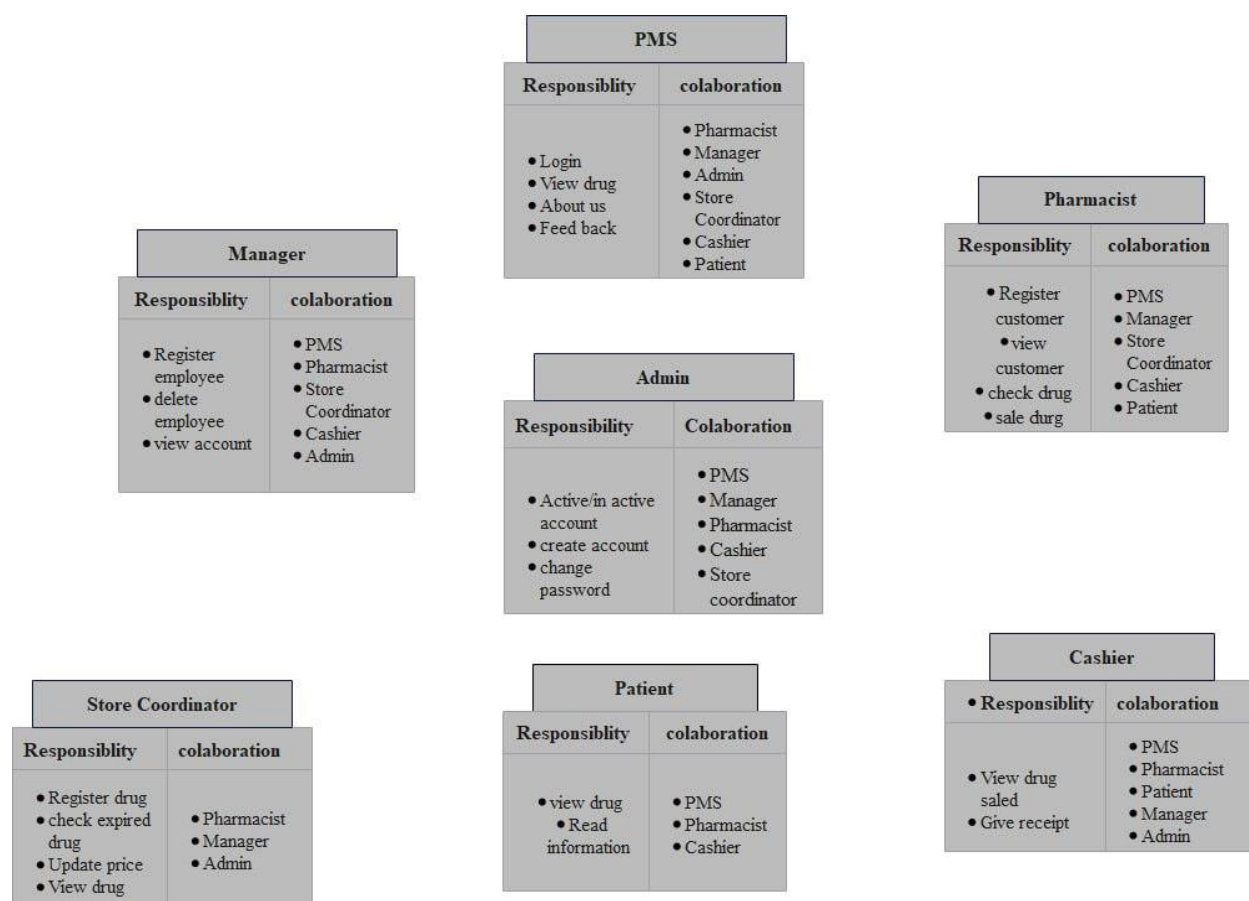 PMS
Responsiblity
colaboration
● Login
● View drug
● About us
● Feed back
● Pharmacist
● Manager
● Admin
● Store
Coordinator
● Cashier
● Patient
Manager
Responsiblity
colaboration
● Register
employee
● delete
employee
● view account
● PMS
● Pharmacist
● Store
Coordinator
● Cashier
● Admin
Pharmacist
Responsiblity
colaboration
● Register
customer
● view
customer
● check drug
● sale durg
● PMS
● Manager
● Store
Coordinator
● Cashier
● Patient
Admin
Responsibility
Colaboration
● Active/in active
account
● create account
● change
password
● PMS
● Manager
● Pharmacist
● Cashier
● Store
coordinator
Store Coordinator
Responsiblity
colaboration
● Register drug
● check expired
drug
● Update price
● View drug
● Pharmacist
● Manager
● Admin
Patient
Responsiblity
colaboration
● view drug
● Read
information
● PMS
● Pharmacist
● Cashier
Cashier
● Responsiblity
colaboration
● View drug
saled
● Give receipt
● PMS
● Pharmacist
● Patient
● Manager
● Admin